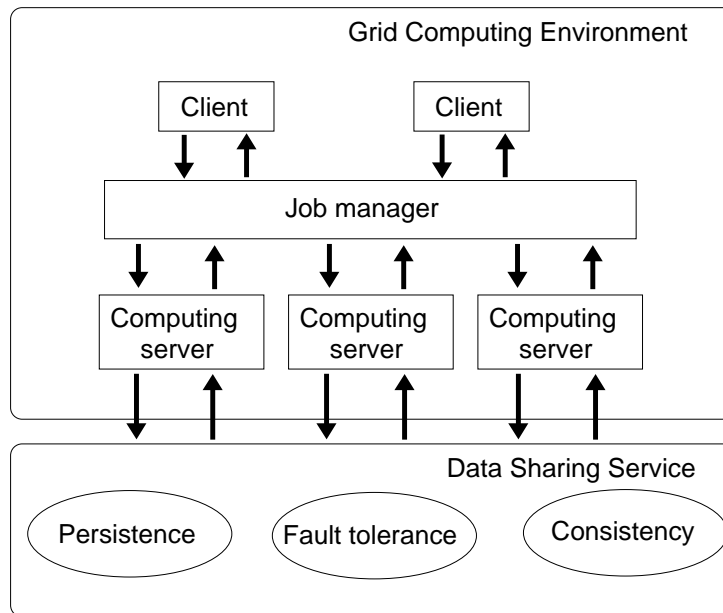 Grid Computing Environment
Client
Client
Job manager
Computing
server
Computing
server
Computing
server
Data Sharing Service
Persistence
Fault tolerance
Consistency